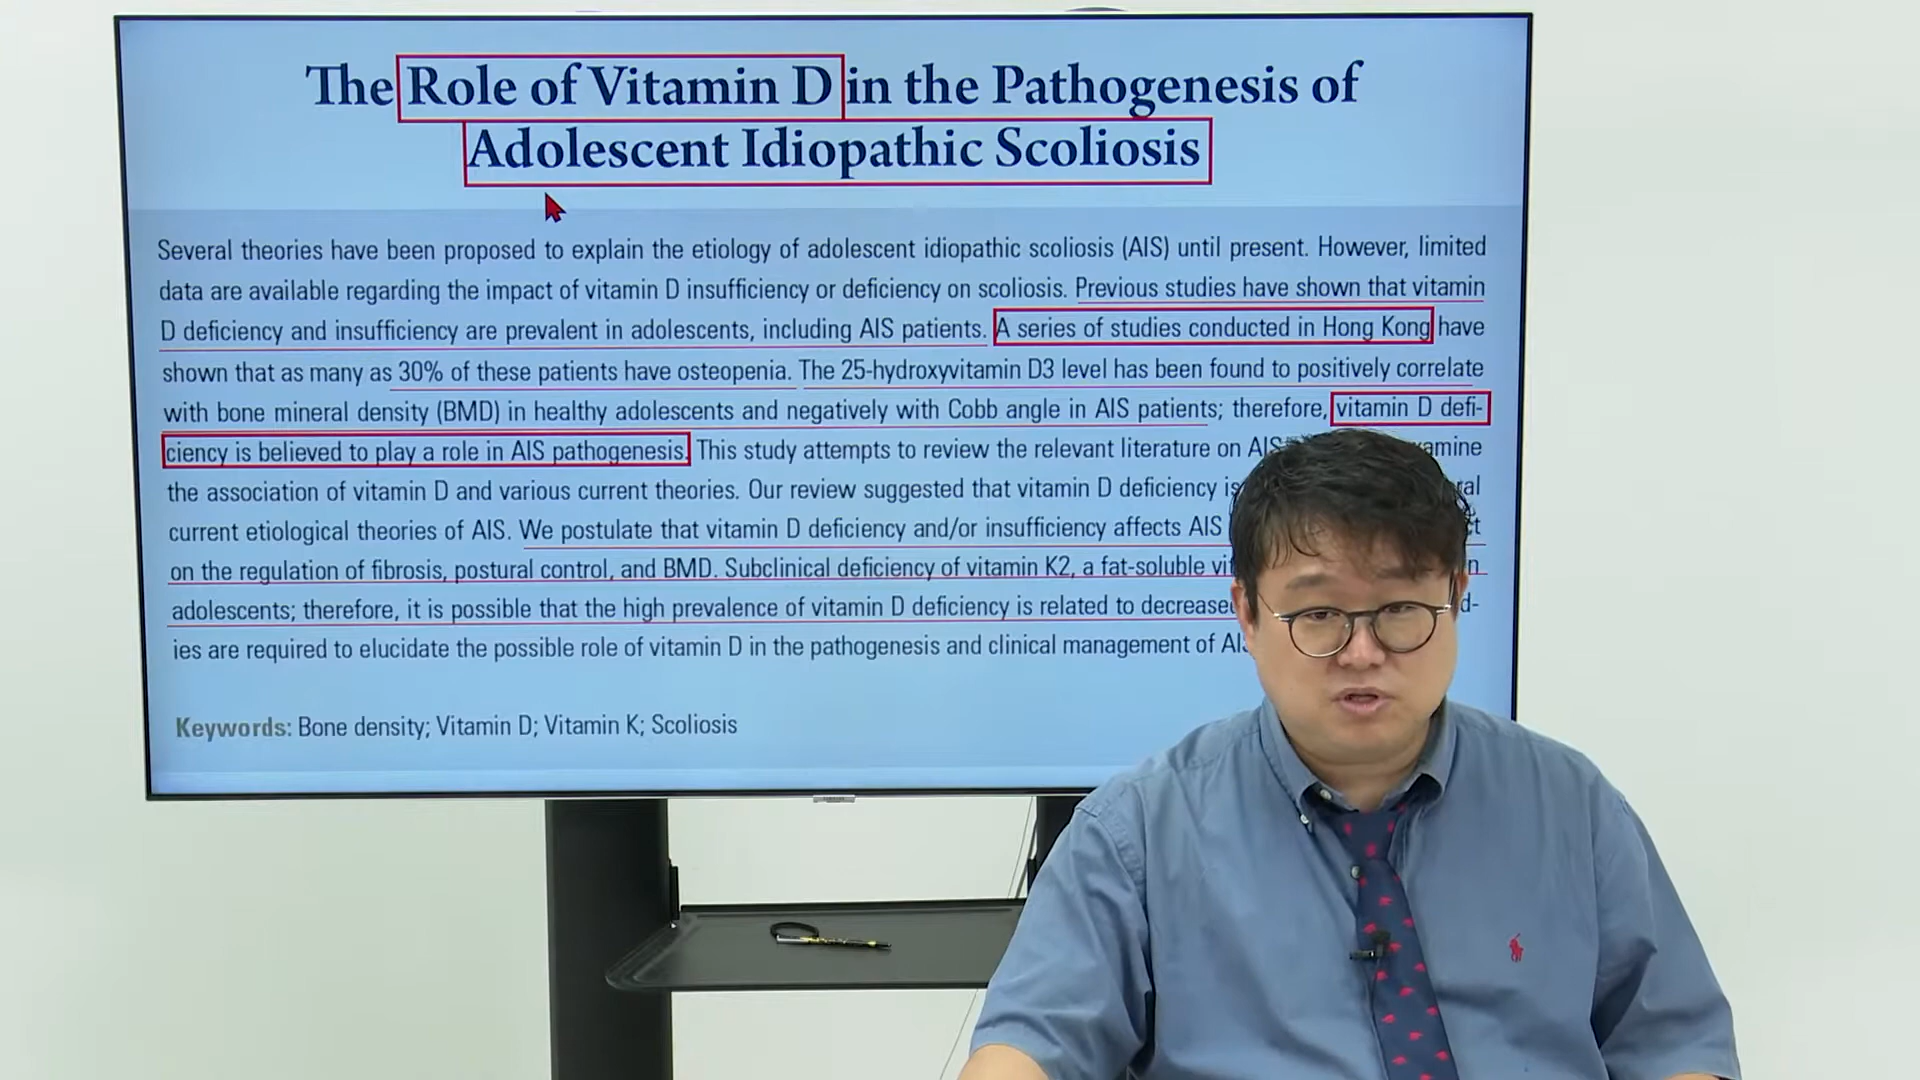 The Role of Vitamin D in the Pathogenesis of
Adolescent Idiopathic Scoliosis
Several theories have been proposed to explain the etiology of adolescent idiopathic scoliosis (AIS) until present. However, limited
data are available regarding the impact of vitamin D insufficiency or deficiency on scoliosis. Previous studies have shown that vitamin
D deficiency and insufficiency are prevalent in adolescents, including AIS patients. A series of studies conducted in Hong Kong have
shown that as many as 30% of these patients have osteopenia. The 25-hydroxyvitamin D3 level has been found to positively correlate
with bone mineral density (BMD) in healthy adolescents and negatively with Cobb angle in AIS patients; therefore, vitamin D defi-
ciency is believed to play a role in AIS pathogenesis. This study attempts to review the relevant literature on AIS
the association of vitamin D and various current theories. Our review suggested that vitamin D deficiency is
current etiological theories of AIS. We postulate that vitamin D deficiency and/or insufficiency affects AIS
on the regulation of fibrosis, postural control, and BMD. Subclinical deficiency of vitamin K2, a fat-soluble
adolescents; therefore, it is possible that the high prevalence of vitamin D deficiency is related to decreased
ies are required to elucidate the possible role of vitamin D in the pathogenesis and clinical management of
Keywords: Bone density; Vitamin D; Vitamin K; Scoliosis